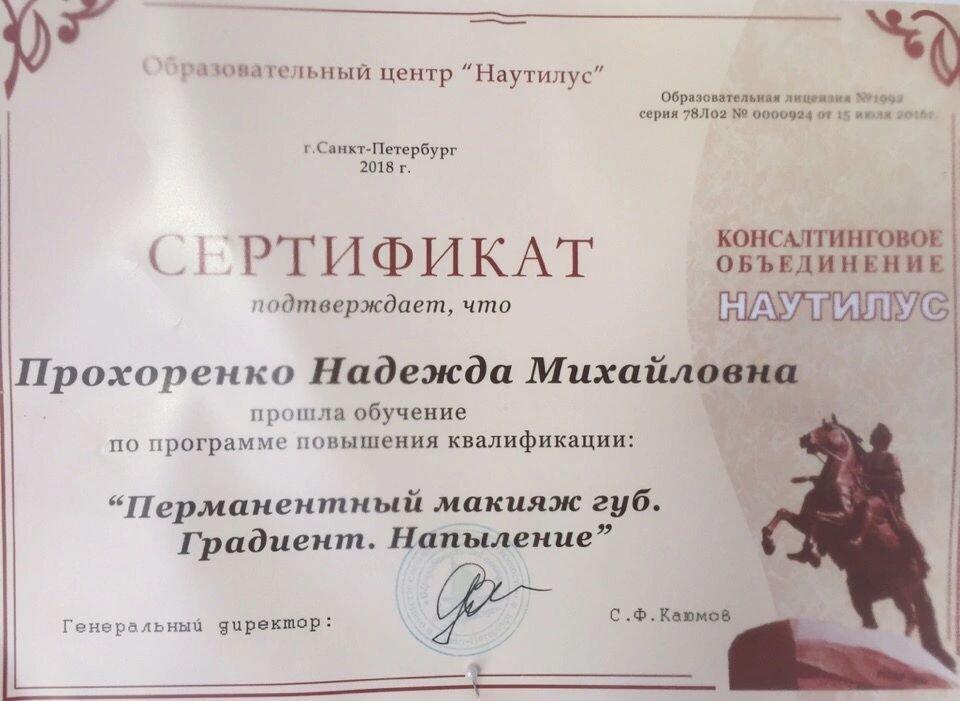 Образовательный центр “Наутилус”
Образовательная лицензия №1992
серия 78Л02 № 0000924 от 15 июля 2016г.
г.Санкт-Петербург
2018 г.
СЕРТИФИКАТ
подтверждает, что
КОНСАЛТИНГОВОЕ
ОБЪЕДИНЕНИЕ
НАУТИЛУС
Прохоренко Надежда Михайловна
прошла обучение
по программе повышения квалификации:
“Перманентный макияж губ.
Градиент. Напыление”
Генеральный директор:
С.Ф.Каюмов